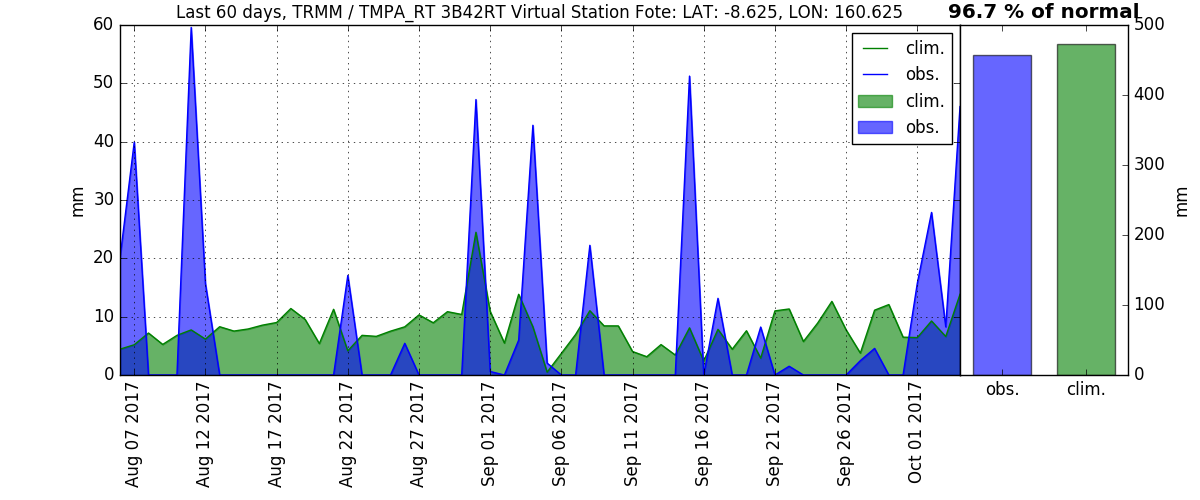 Last 60 days, TRMM / TMPA_RT 3B42RT Virtual Station Fote: LAT: -8.625, LON: 160.625
96.7 % of normal
60
50
40
30
20
10
0
mm
clim.
obs.
clim.
obs.
500
400
300
200
100
0
mm
obs.
clim.
Aug 07 2017
Aug 12 2017
Aug 17 2017
Aug 22 2017
Aug 27 2017
Sep 01 2017
Sep 06 2017
Sep 11 2017
Sep 16 2017
Sep 21 2017
Sep 26 2017
Oct 01 2017